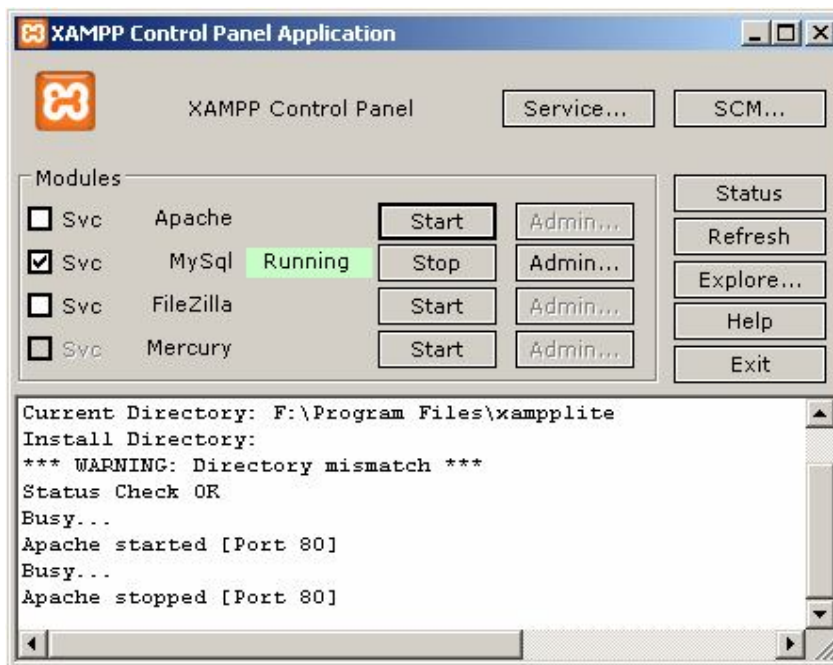 XAMPP Control Panel Application
XAMPP Control Panel Service... SCM...
Modules
Svc Apache Start Admin...
Svc MySql Running Stop Admin...
Svc FileZilla Start Admin...
Svc Mercury Start Admin...
Status
Refresh
Explore...
Help
Exit
Current Directory: F:\Program Files\xampplite
Install Directory:
*** WARNING: Directory mismatch ***
Status Check OK
Busy...
Apache started [Port 80]
Busy...
Apache stopped [Port 80]